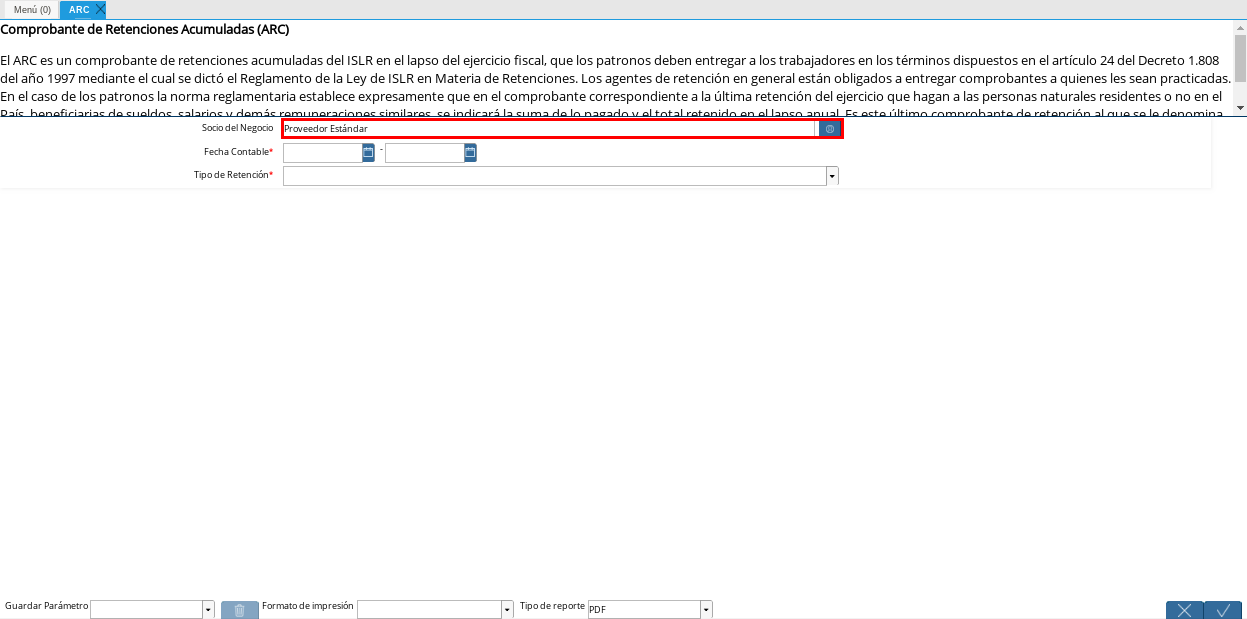 Menú (0) ARC
Comprobante de Retenciones Acumuladas (ARC)
El ARC es un comprobante de retenciones acumuladas del ISLR en el lapso del ejercicio fiscal, que los patronos deben entregar a los trabajadores en los términos dispuestos en el artículo 24 del Decreto 1.808
del año 1997 mediante el cual se dictó el Reglamento de la Ley de ISLR en Materia de Retenciones. Los agentes de retención en general están obligados a entregar comprobantes a quienes les sean practicadas.
En el caso de los patronos la norma reglamentaria establece expresamente que en el comprobante correspondiente a la última retención del ejercicio que hagan a las personas naturales residentes o no en el
País, beneficiarias de sueldos, salarios y demás remuneraciones similares, se indicará la suma de lo pagado y el total retenido en el lapso anual. Es este último comprobante de retención al que se le denomina
Socio del Negocio Proveedor Estándar
Fecha Contable* -
Tipo de Retención*
Guardar Parámetro Formato de impresión Tipo de reporte PDF